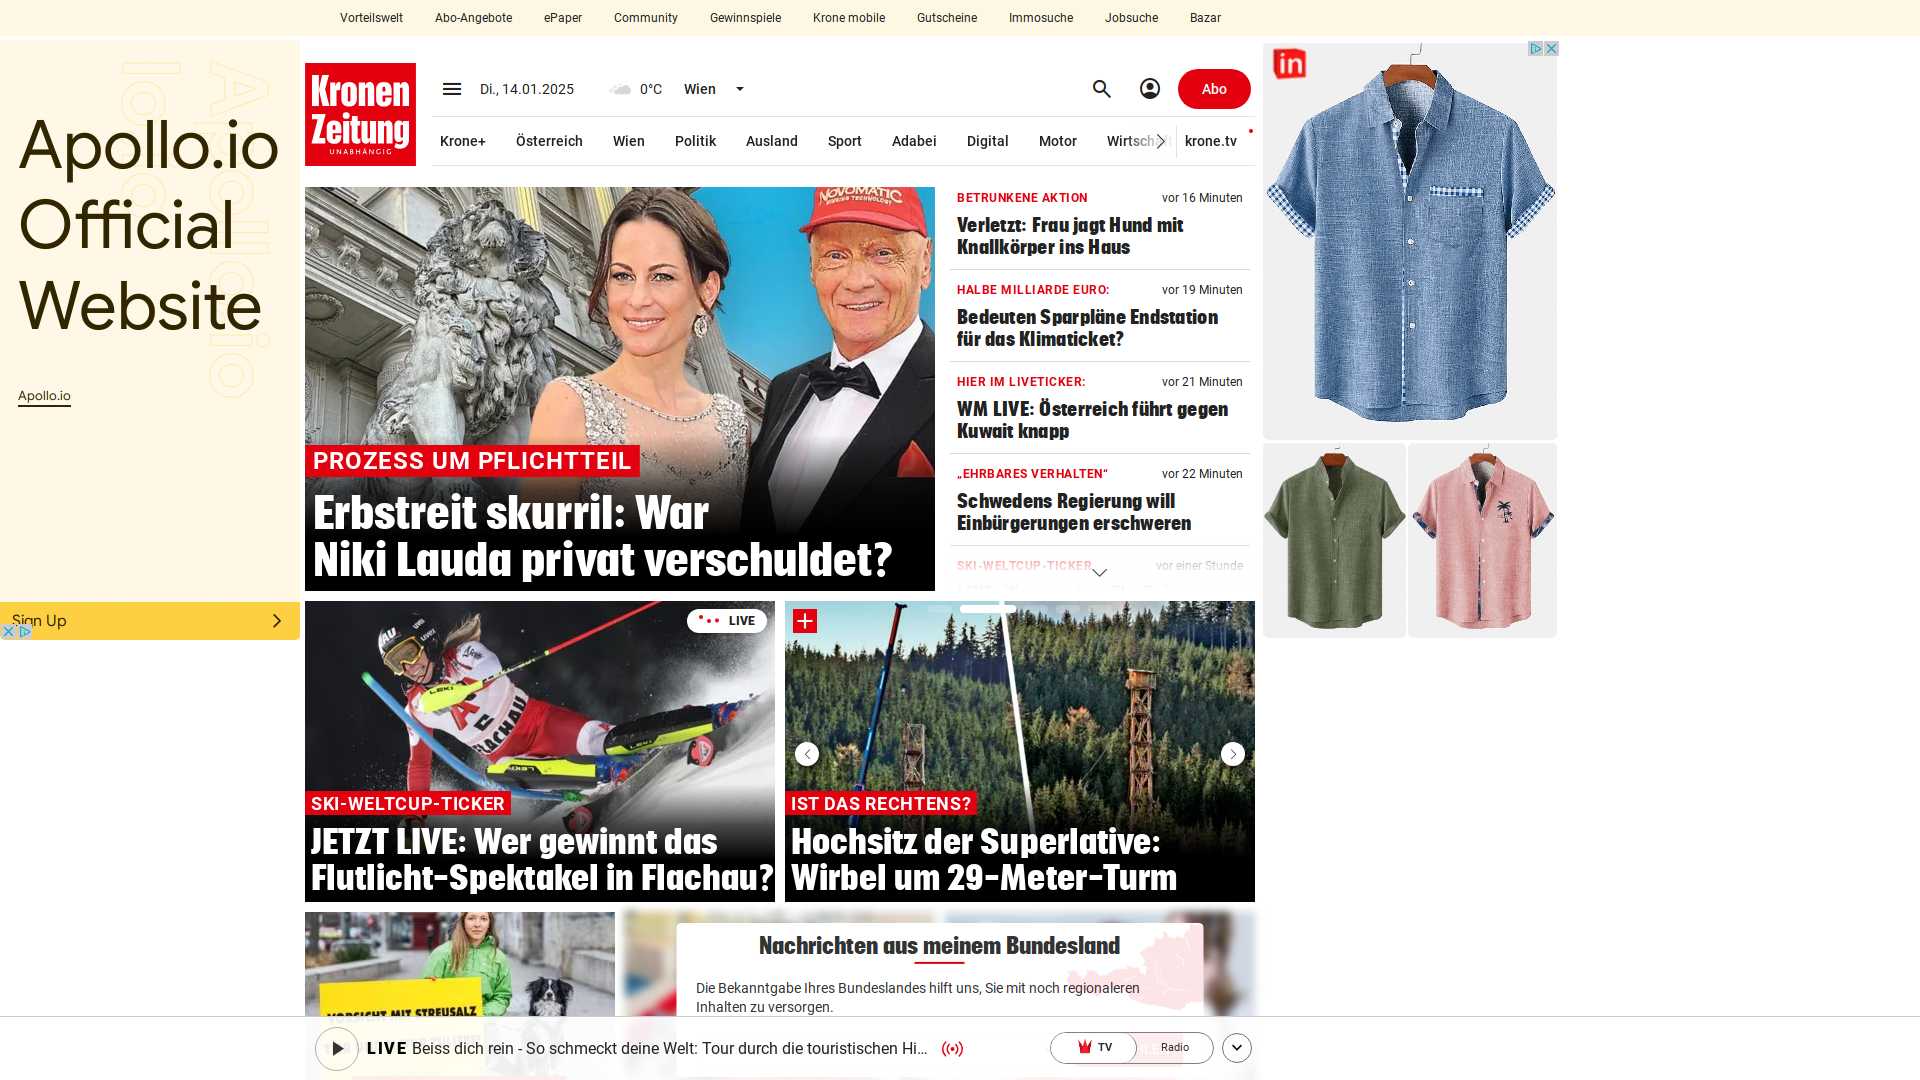 Vorteilswelt
Abo-Angebote
ePaper
Community
Gewinnspiele
Krone mobile
Gutscheine
Immosuche
Jobsuche
Bazar
Apollo.io
Official
Website
Apollo.io
Sign Up
Kronen
Zeitung
UNABHÄNGIG
Di., 14.01.2025
0°C
Wien
Abo
Krone+
Österreich
Wien
Politik
Ausland
Sport
Adabei
Digital
Motor
Wirtschaft
krone.tv
NOVOMATIC
WINNING TECHNOLOGY
PROZESS UM PFLICHTTEIL
Erbstreit skurril: War
Niki Lauda privat verschuldet?
BETRUNKENE AKTION
vor 16 Minuten
Verletzt: Frau jagt Hund mit
Knallkörper ins Haus
HALBE MILLIARDE EURO:
vor 19 Minuten
Bedeuten Sparpläne Endstation
für das Klimaticket?
HIER IM LIVETICKER:
vor 21 Minuten
WM LIVE: Österreich führt gegen
Kuwait knapp
„EHRBARES VERHALTEN“
vor 22 Minuten
Schwedens Regierung will
Einbürgerungen erschweren
SKI-WELTCUP-TICKER
vor einer Stunde
in
LIVE
LEKI
FLACHAU
SKI-WELTCUP-TICKER
JETZT LIVE: Wer gewinnt das
Flutlicht-Spektakel in Flachau?
IST DAS RECHTENS?
Hochsitz der Superlative:
Wirbel um 29-Meter-Turm
VORSICHT MIT STREUSALZ
Nachrichten aus meinem Bundesland
Die Bekanntgabe Ihres Bundeslandes hilft uns, Sie mit noch regionaleren
Inhalten zu versorgen.
LIVE Beiss dich rein - So schmeckt deine Welt: Tour durch die touristischen Hi...
TV
Radio